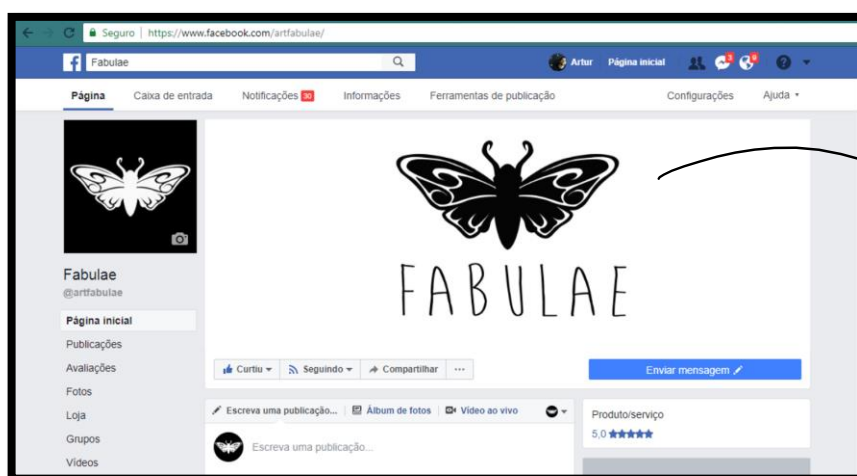 Seguro | https://www.facebook.com/artfabulae/
f Fabulae Artur Página inicial 3 9 ?
Página Caixa de entrada Notificações 30 Informações Ferramentas de publicação Configurações Ajuda
FABULAE
Fabulae
@artfabulae
Página inicial
Publicações
Avaliações
Fotos
Loja
Grupos
Vídeos
Curtiu Seguindo Compartilhar ... Enviar mensagem
Escreva uma publicação... Álbum de fotos Vídeo ao vivo
Escreva uma publicação...
Produto/serviço
5,0 ★★★★★